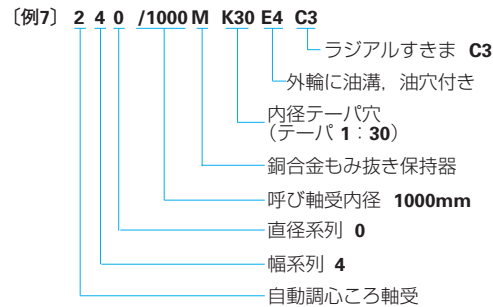 〔例7〕 2 4 0 /1000 M K30 E4 C3
ラジアルすきま C3
外輪に油溝，油穴付き
内径テーパ穴
（テーパ 1：30）
銅合金もみ抜き保持器
呼び軸受内径 1000mm
直径系列 0
幅系列 4
自動調心ころ軸受